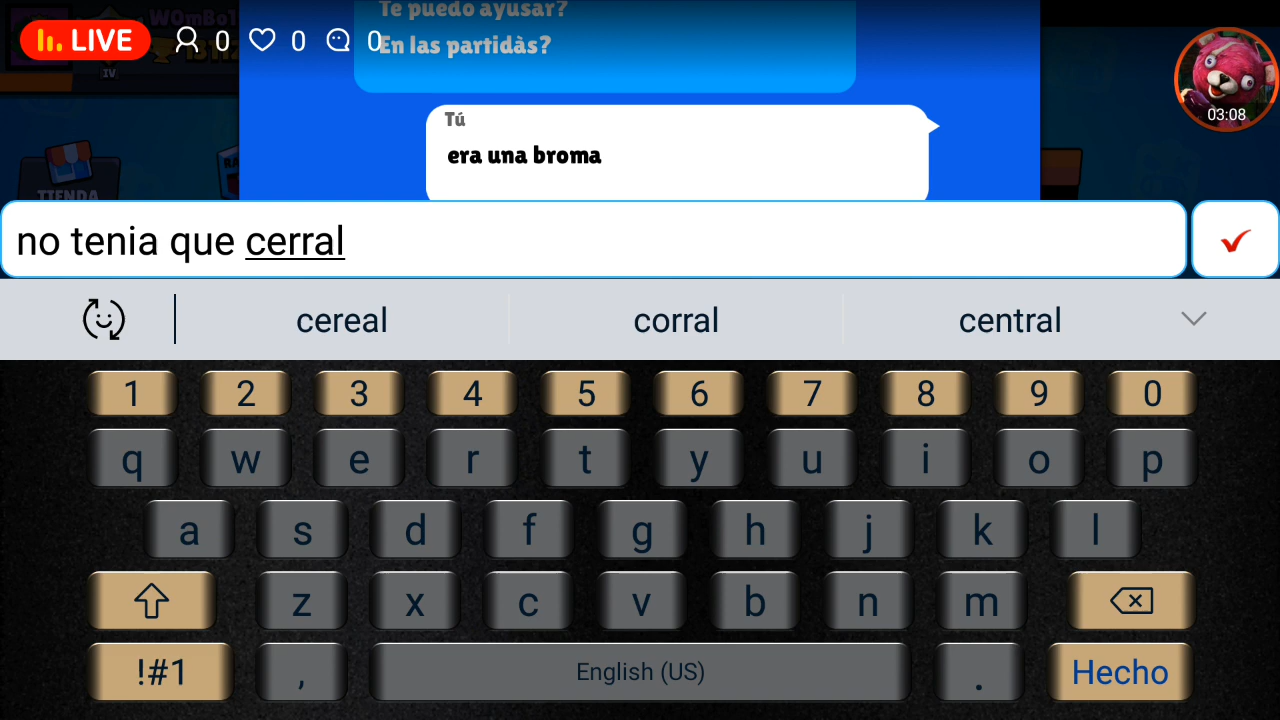 WOmBo
Te puedo ayusar?
LIVE 0 0 0
En las partidàs?
03:08
IV
Tú
era una broma
TIENDA
no tenia que cerral
cereal corral central
1 2 3 4 5 6 7 8 9 0
q w e r t y u i o p
a s d f g h j k l
z x c v b n m
!#1 , English (US) . Hecho